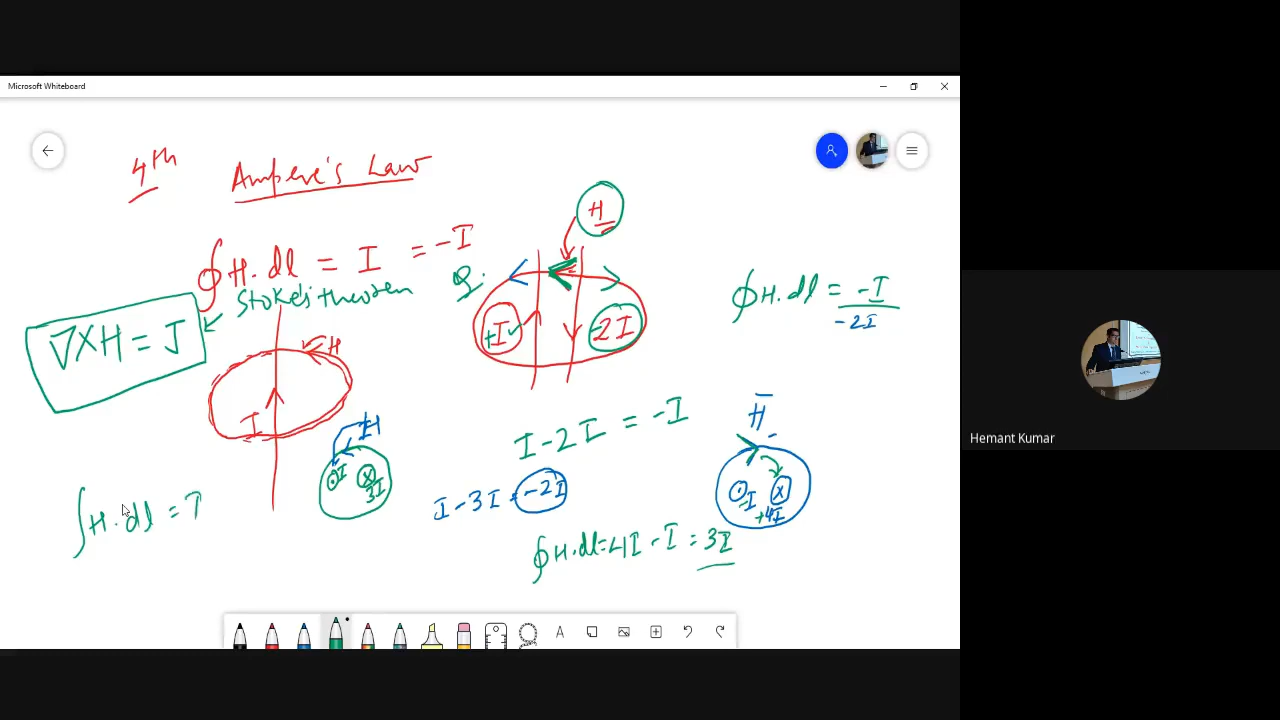 Microsoft Whiteboard
4th Ampere's Law
∮H.dl = I = -I
Stoke's theorem
∇XH = J
H
I
Q.
H
+I
-2I
∮H.dl = -I
-2I
I-2I = -I
I-3I = -2I
H
I X
3I
H̄
X
-I
+4I
∮H.dl=4I-I = 3I
∫H.dl =
A
Hemant Kumar